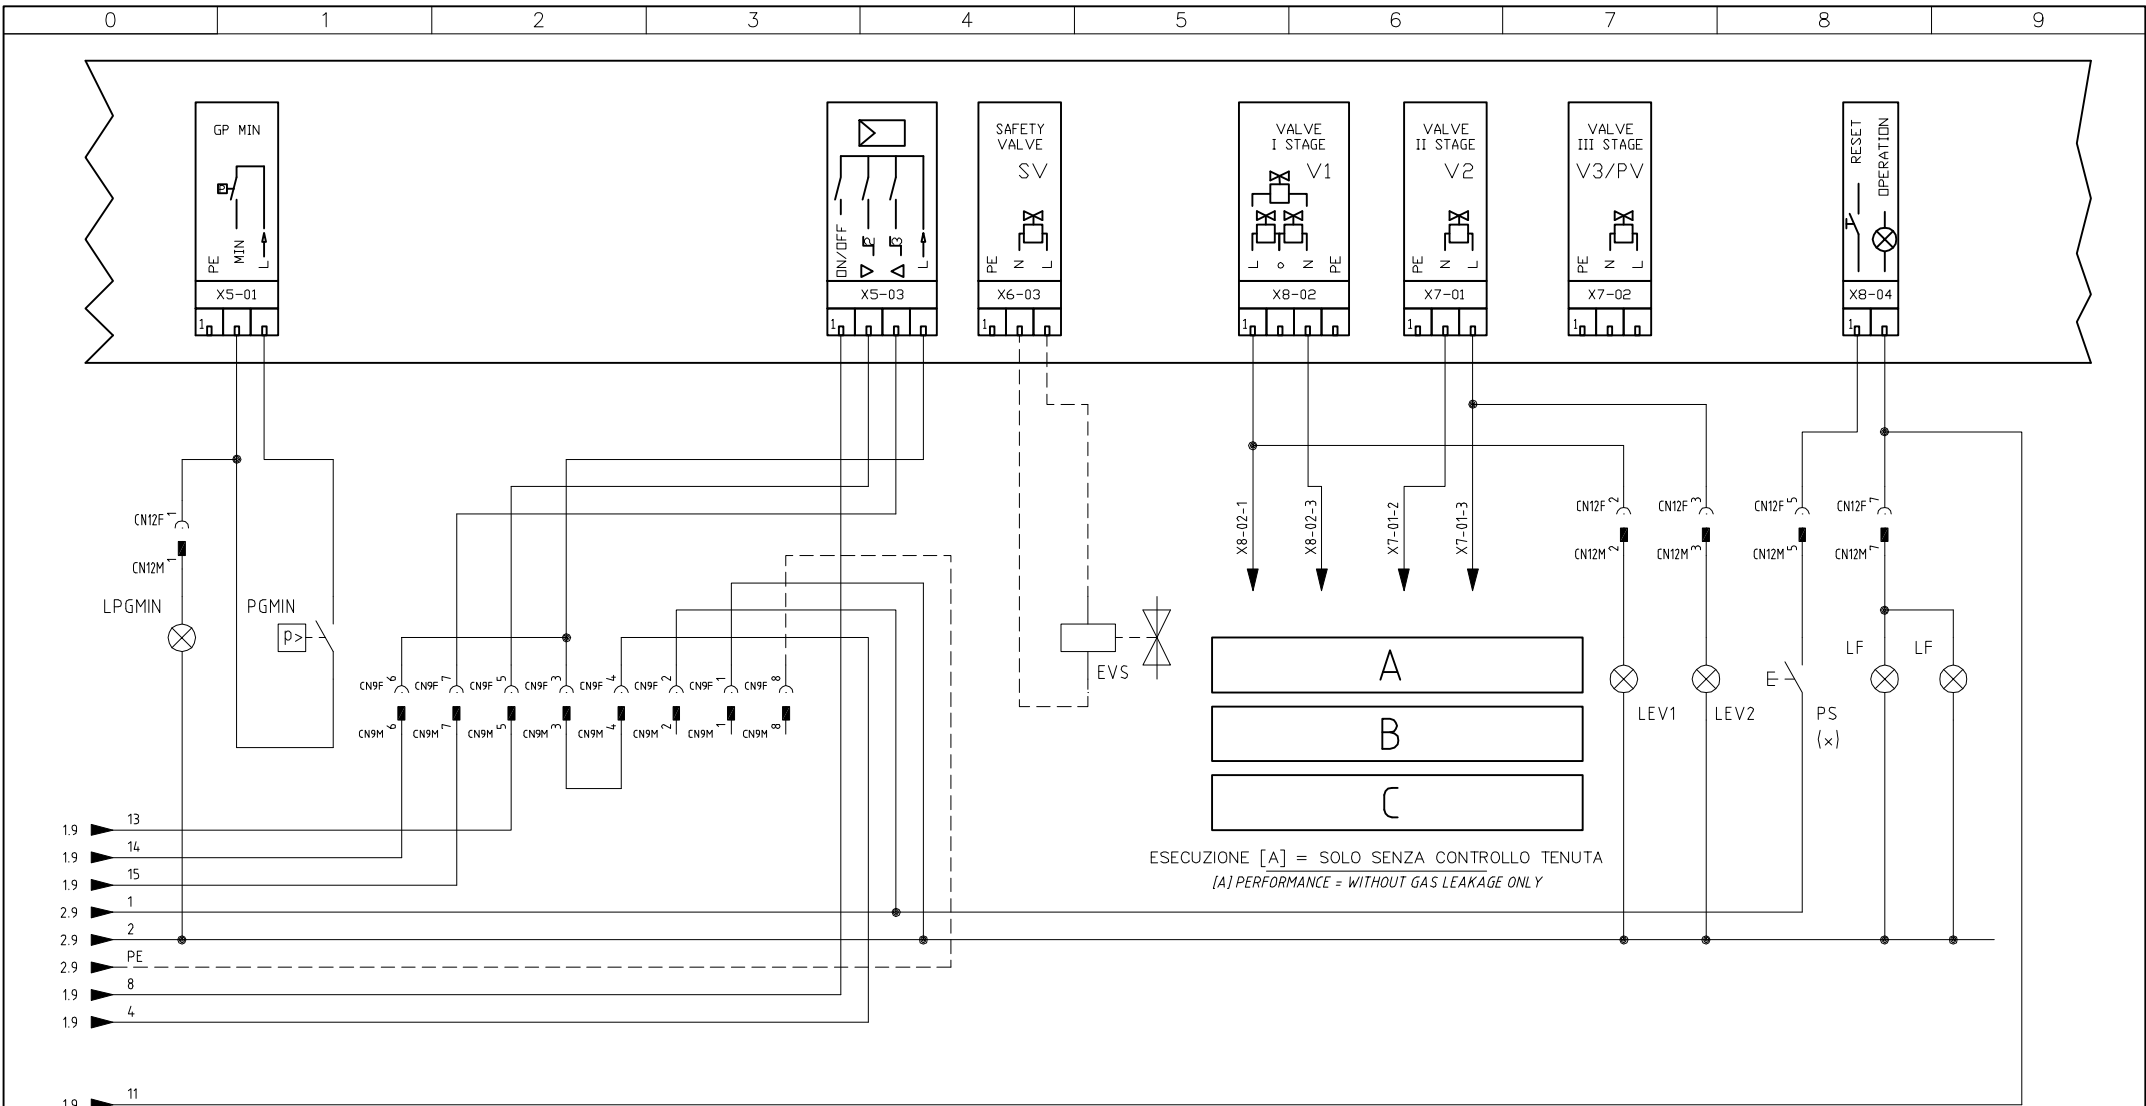 0 1 2 3 4 5 6 7 8 9
GP MIN
PE MIN L
X5-01
1
ON/OFF 2 3 L
X5-03
1
SAFETY
VALVE
SV
PE N L
X6-03
1
VALVE
I STAGE
V1
L N PE
X8-02
1
VALVE
II STAGE
V2
PE N L
X7-01
1
VALVE
III STAGE
V3/PV
PE N L
X7-02
1
RESET
OPERATION
X8-04
1
CN12F 1
CN12M 1
LPGMIN
PGMIN
P>
CN9F 6 CN9F 7 CN9F 5 CN9F 3 CN9F 4 CN9F 2 CN9F 1 CN9F 8
CN9M 6 CN9M 7 CN9M 5 CN9M 3 CN9M 4 CN9M 2 CN9M 1 CN9M 8
EVS
X8-02-1
X8-02-3
X7-01-2
X7-01-3
CN12F 2 CN12F 3 CN12F 5 CN12F 7
CN12M 2 CN12M 3 CN12M 5 CN12M 7
A
B
C
LEV1
LEV2
PS
(x)
LF
LF
ESECUZIONE [A] = SOLO SENZA CONTROLLO TENUTA
[A] PERFORMANCE = WITHOUT GAS LEAKAGE ONLY
1.9 13
1.9 14
1.9 15
2.9 1
2.9 2
2.9 PE
1.9 8
1.9 4
1.9 11